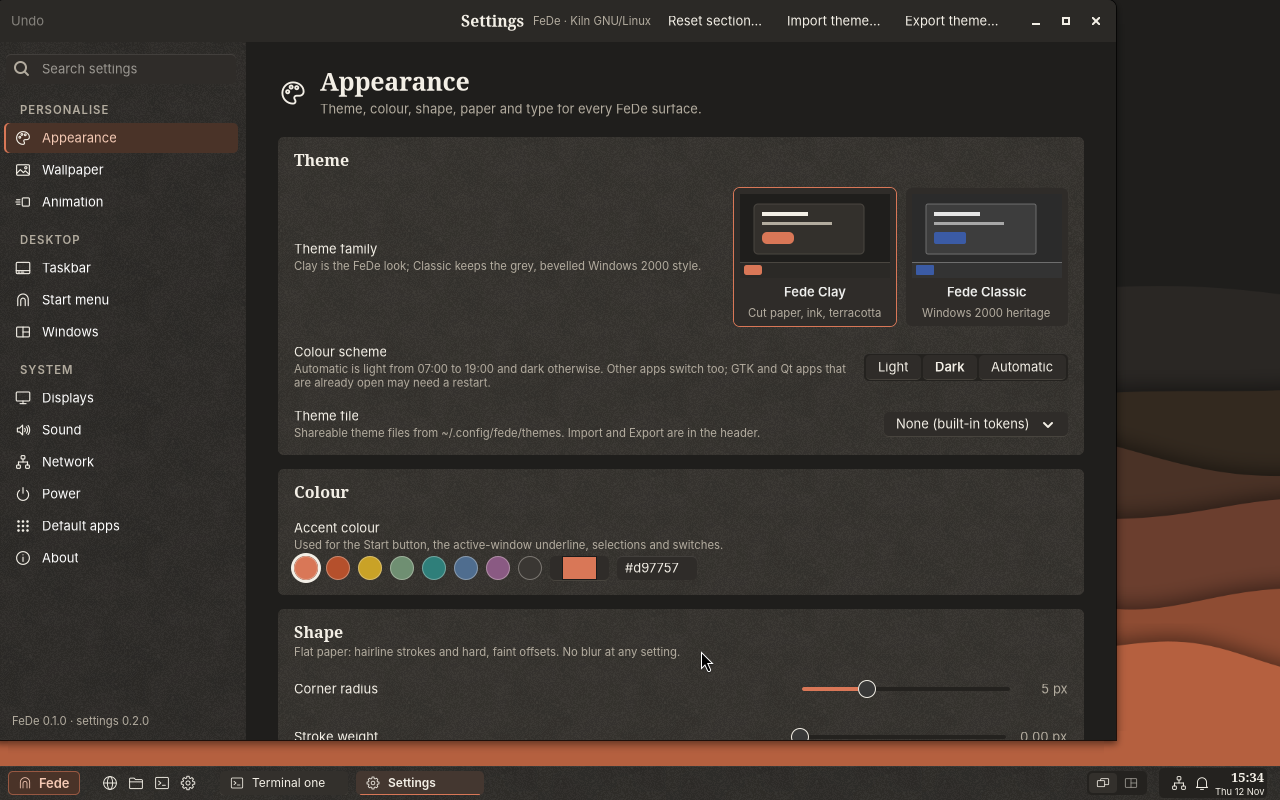 Undo
Settings FeDe · Kiln GNU/Linux
Reset section...
Import theme...
Export theme...
Search settings
PERSONALISE
Appearance
Wallpaper
Animation
DESKTOP
Taskbar
Start menu
Windows
SYSTEM
Displays
Sound
Network
Power
Default apps
About
FeDe 0.1.0 · settings 0.2.0
Appearance
Theme, colour, shape, paper and type for every FeDe surface.
Theme
Theme family
Clay is the FeDe look; Classic keeps the grey, bevelled Windows 2000 style.
Fede Clay
Cut paper, ink, terracotta
Fede Classic
Windows 2000 heritage
Colour scheme
Automatic is light from 07:00 to 19:00 and dark otherwise. Other apps switch too; GTK and Qt apps that
are already open may need a restart.
Light
Dark
Automatic
Theme file
Shareable theme files from ~/.config/fede/themes. Import and Export are in the header.
None (built-in tokens)
Colour
Accent colour
Used for the Start button, the active-window underline, selections and switches.
#d97757
Shape
Flat paper: hairline strokes and hard, faint offsets. No blur at any setting.
Corner radius
5 px
Stroke weight
0.00 px
Fede
Terminal one
Settings
15:34
Thu 12 Nov